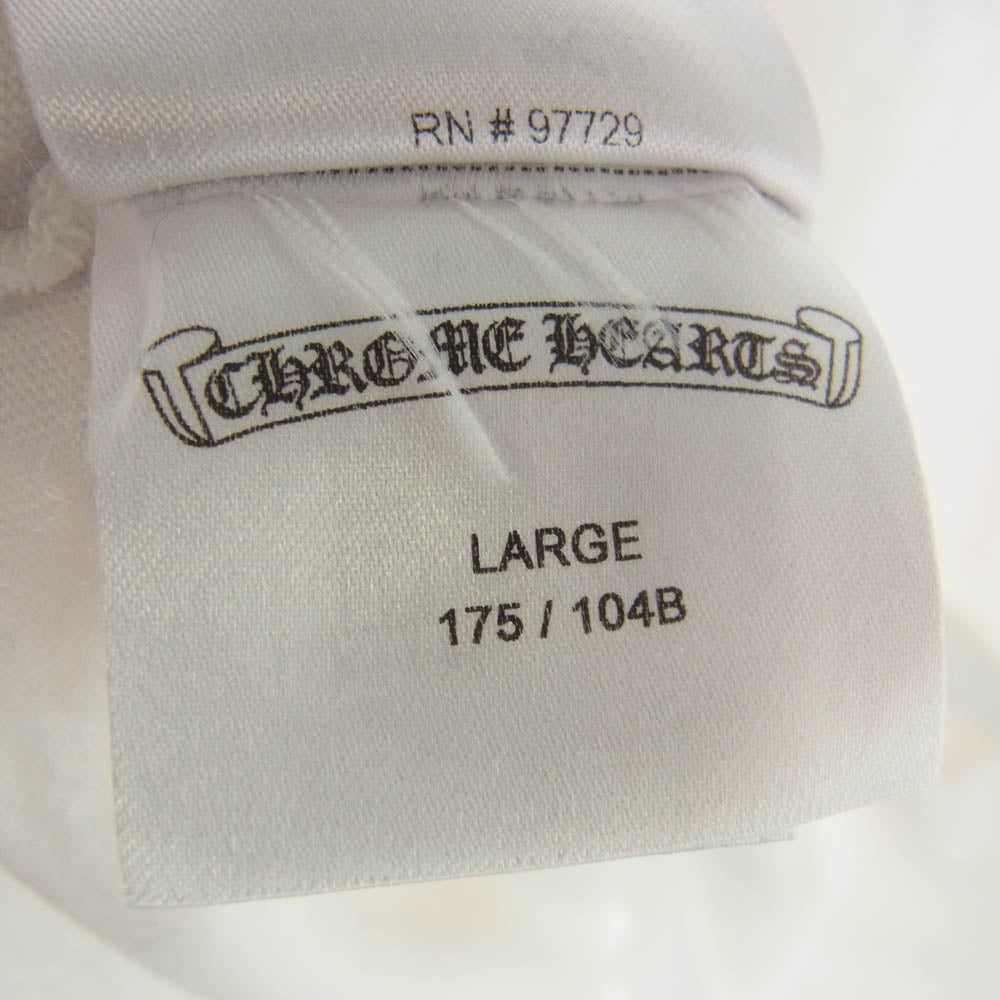 RN # 97729
CHROME HEARTS
LARGE
175 / 104B